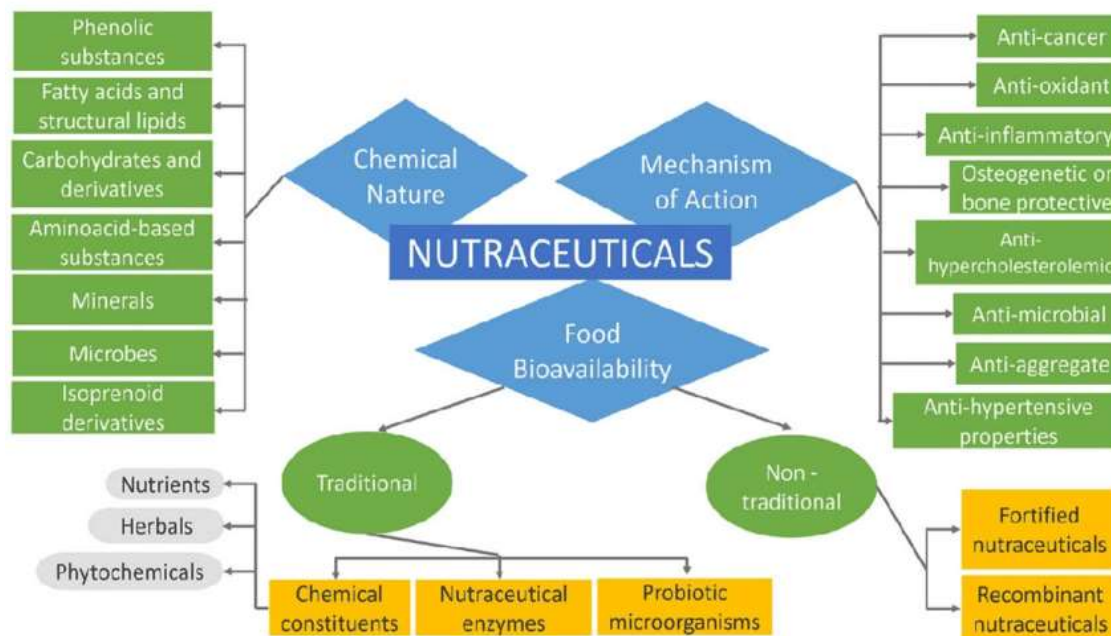 Phenolic
substances
Fatty acids and
structural lipids
Carbohydrates and
derivatives
Aminoacid-based
substances
Minerals
Microbes
Isoprenoid
derivatives
Chemical
Nature
Mechanism
of Action
NUTRACEUTICALS
Food
Bioavailability
Anti-cancer
Anti-oxidant
Anti-inflammatory
Osteogenetic or
bone protective
Anti-
hypercholesterolemic
Anti-microbial
Anti-aggregate
Anti-hypertensive
properties
Traditional
Non -
traditional
Nutrients
Herbals
Phytochemicals
Chemical
constituents
Nutraceutical
enzymes
Probiotic
microorganisms
Fortified
nutraceuticals
Recombinant
nutraceuticals